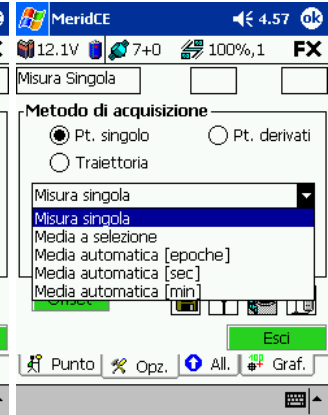 MeridCE 4.57 ok
12.1V 7+0 100%,1 FX
Misura Singola
Metodo di acquisizione
Pt. singolo Pt. derivati
Traiettoria
Misura singola
Misura singola
Media a selezione
Media automatica [epoche]
Media automatica [sec]
Media automatica [min]
Offset
Esci
Punto Opz. All. Graf.